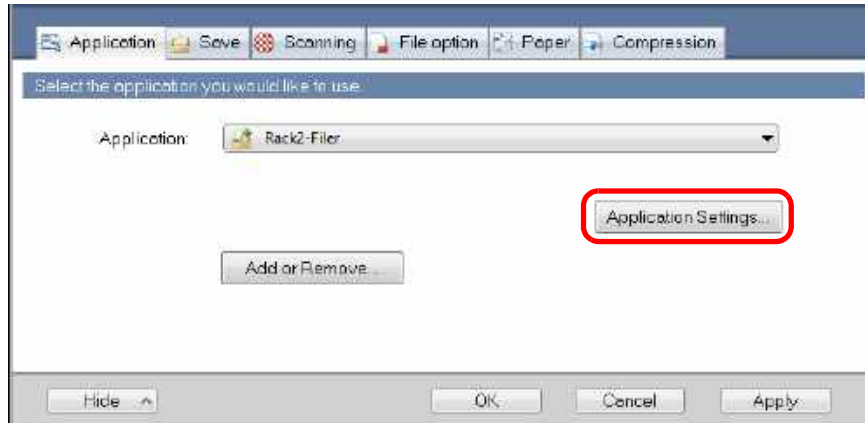 Application Save Scanning File option Paper Compression
Select the application you would like to use.
Application: Rack2-Filer
Application Settings...
Add or Remove...
Hide OK Cancel Apply